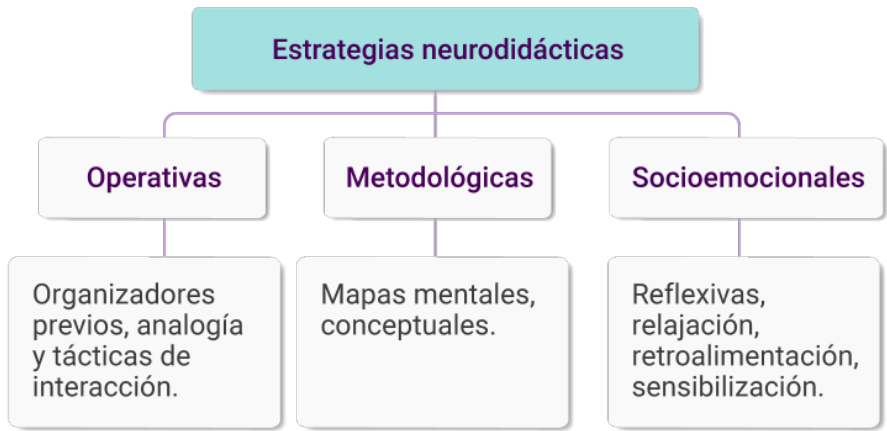 Estrategias neurodidácticas
Operativas
Metodológicas
Socioemocionales
Organizadores
previos, analogía
y tácticas de
interacción.
Mapas mentales,
conceptuales.
Reflexivas,
relajación,
retroalimentación,
sensibilización.